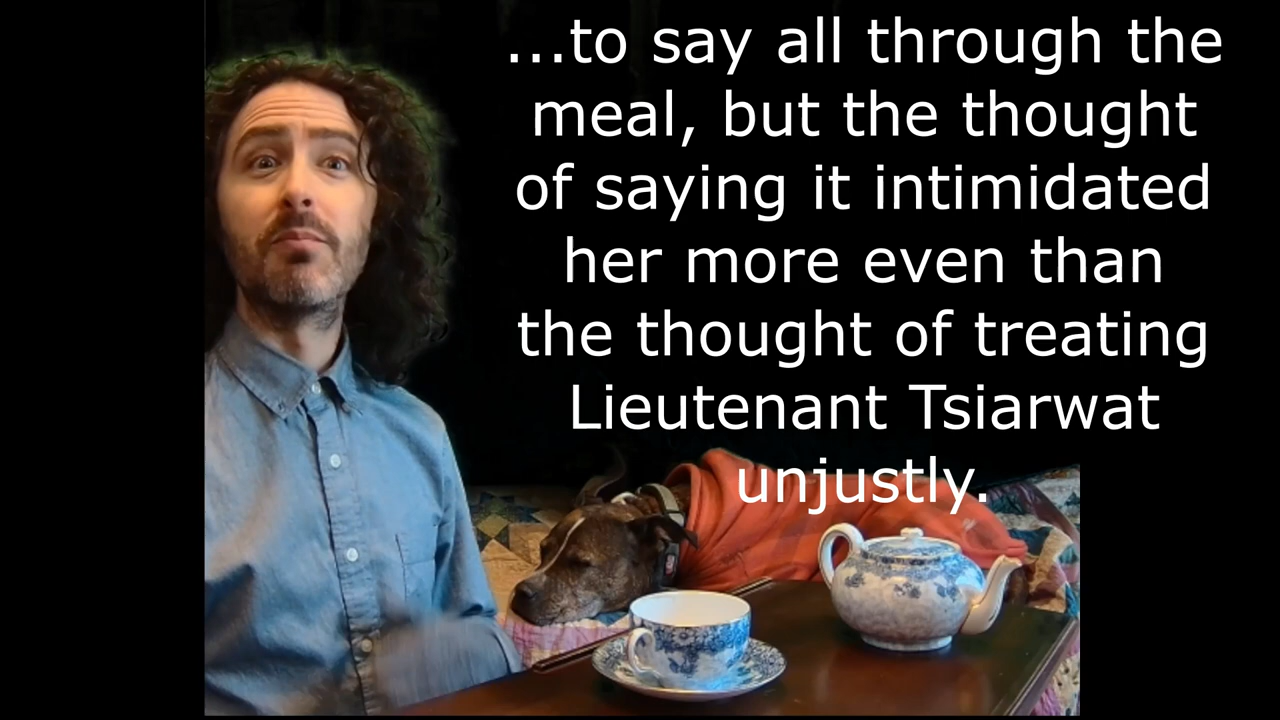 ...to say all through the
meal, but the thought
of saying it intimidated
her more even than
the thought of treating
Lieutenant Tsiarwat
unjustly.